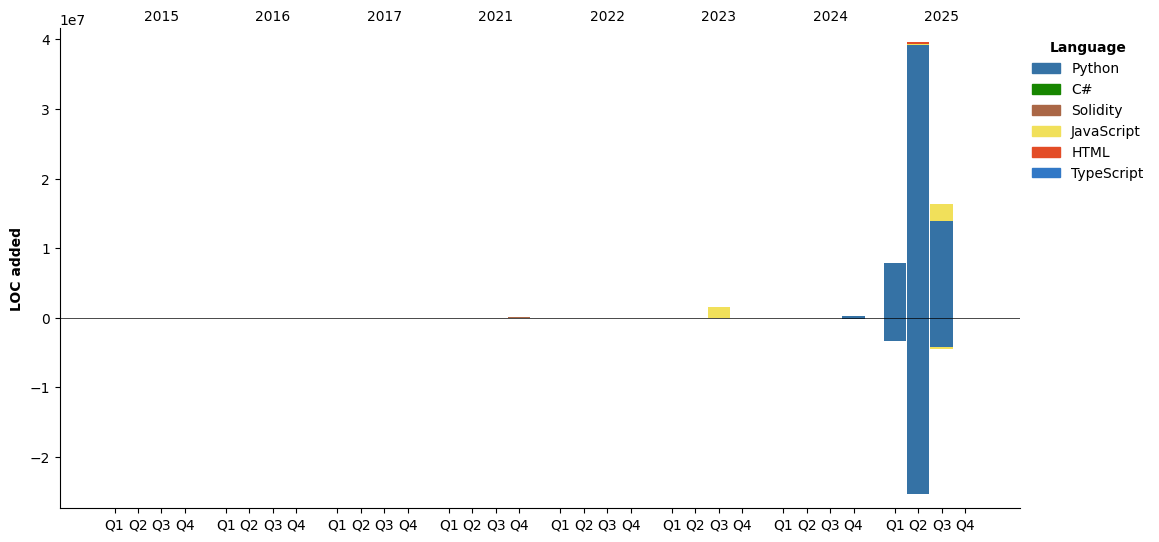 1e7
2015 2016 2017 2021 2022 2023 2024 2025
4
3
2
1
0
−1
−2
LOC added
Q1 Q2 Q3 Q4 Q1 Q2 Q3 Q4 Q1 Q2 Q3 Q4 Q1 Q2 Q3 Q4 Q1 Q2 Q3 Q4 Q1 Q2 Q3 Q4 Q1 Q2 Q3 Q4 Q1 Q2 Q3 Q4
Language
Python
C#
Solidity
JavaScript
HTML
TypeScript